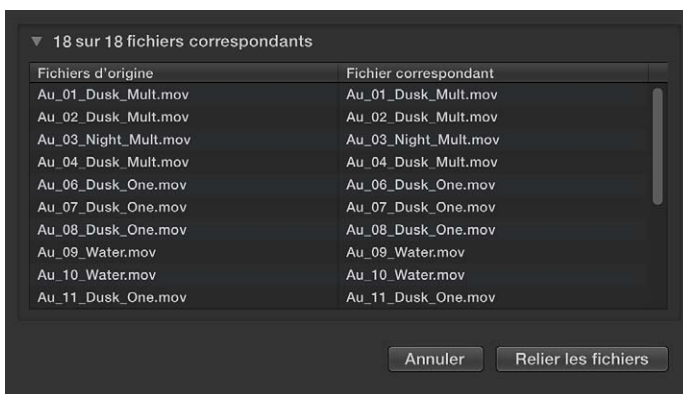 18 sur 18 fichiers correspondants
Fichiers d'origine Fichier correspondant
Au_01_Dusk_Mult.mov Au_01_Dusk_Mult.mov
Au_02_Dusk_Mult.mov Au_02_Dusk_Mult.mov
Au_03_Night_Mult.mov Au_03_Night_Mult.mov
Au_04_Dusk_Mult.mov Au_04_Dusk_Mult.mov
Au_06_Dusk_One.mov Au_06_Dusk_One.mov
Au_07_Dusk_One.mov Au_07_Dusk_One.mov
Au_08_Dusk_One.mov Au_08_Dusk_One.mov
Au_09_Water.mov Au_09_Water.mov
Au_10_Water.mov Au_10_Water.mov
Au_11_Dusk_One.mov Au_11_Dusk_One.mov
Annuler Relier les fichiers